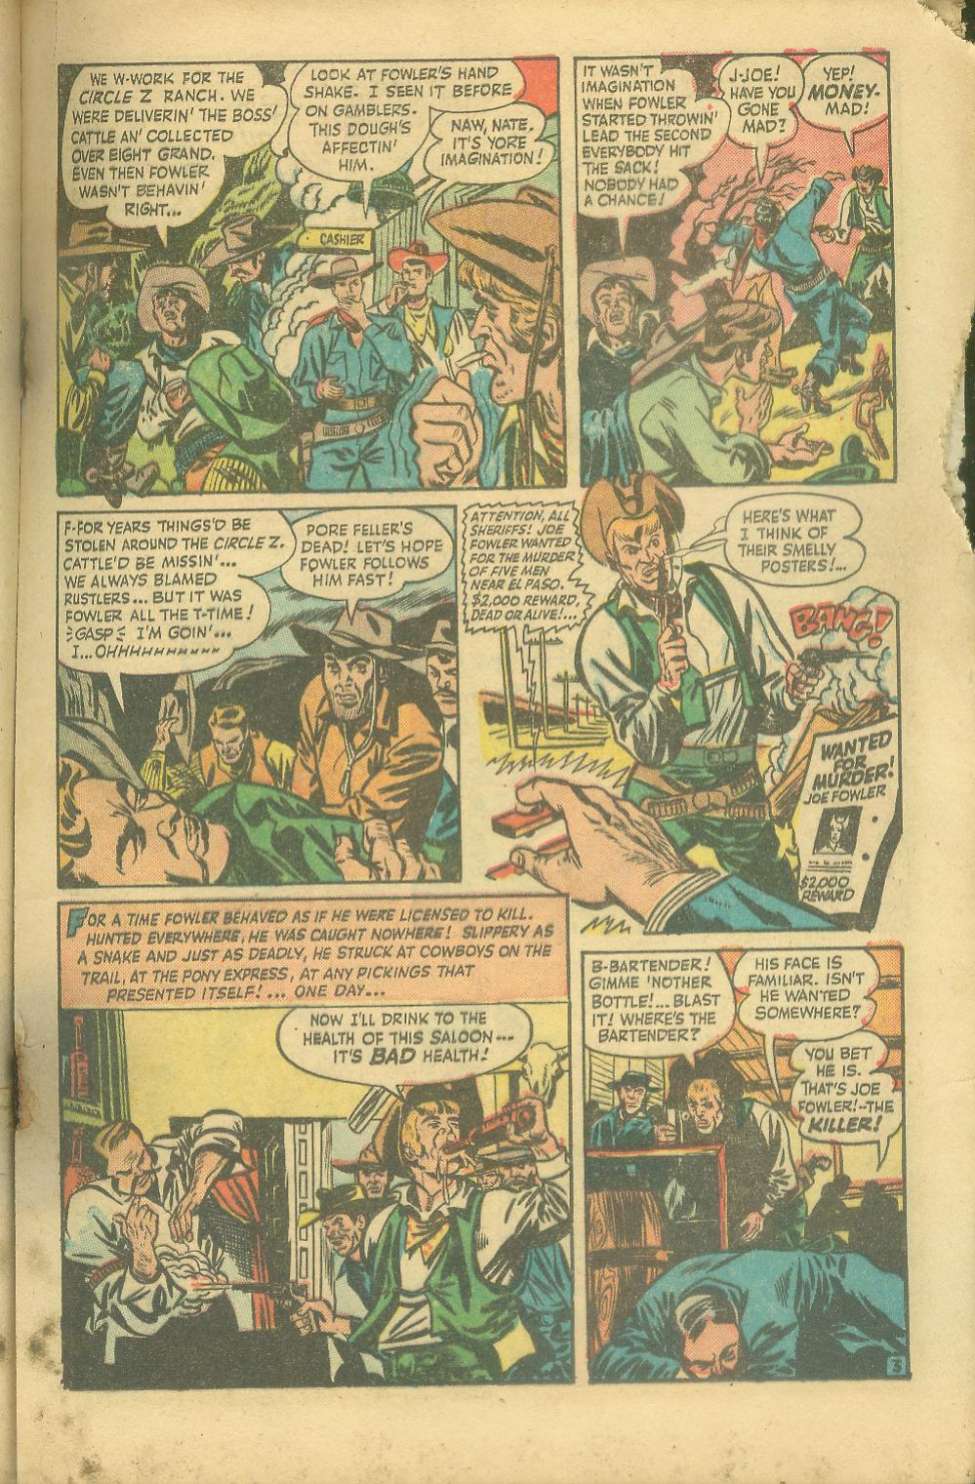 WE W-WORK FOR THE
CIRCLE Z RANCH. WE
WERE DELIVERIN' THE BOSS'
CATTLE AN' COLLECTED
OVER EIGHT GRAND.
EVEN THEN FOWLER
WASN'T BEHAVIN'
RIGHT...
LOOK AT FOWLER'S HAND
SHAKE. I SEEN IT BEFORE
ON GAMBLERS.
THIS DOUGH'S
AFFECTIN'
HIM.
NAW, NATE.
IT'S YORE
IMAGINATION!
CASHIER
IT WASN'T
IMAGINATION
WHEN FOWLER
STARTED THROWIN'
LEAD THE SECOND
EVERYBODY HIT
THE SACK!
NOBODY HAD
A CHANCE!
J-JOE!
HAVE YOU
GONE
MAD?
YEP!
MONEY-
MAD!
F-FOR YEARS THINGS'D BE
STOLEN AROUND THE CIRCLE Z.
CATTLE'D BE MISSIN'...
WE ALWAYS BLAMED
RUSTLERS... BUT IT WAS
FOWLER ALL THE T-TIME!
GASP I'M GOIN'...
I...OHHHHHHHHHH
PORE FELLER'S
DEAD! LET'S HOPE
FOWLER FOLLOWS
HIM FAST!
ATTENTION, ALL
SHERIFFS! JOE
FOWLER WANTED
FOR THE MURDER
OF FIVE MEN
NEAR EL PASO.
$2,000 REWARD,
DEAD OR ALIVE!...
HERE'S WHAT
I THINK OF
THEIR SMELLY
POSTERS!...
BANG!
WANTED
FOR
MURDER!
JOE FOWLER
$2,000
REWARD
FOR A TIME FOWLER BEHAVED AS IF HE WERE LICENSED TO KILL.
HUNTED EVERYWHERE, HE WAS CAUGHT NOWHERE! SLIPPERY AS
A SNAKE AND JUST AS DEADLY, HE STRUCK AT COWBOYS ON THE
TRAIL, AT THE PONY EXPRESS, AT ANY PICKINGS THAT
PRESENTED ITSELF!... ONE DAY...
NOW I'LL DRINK TO THE
HEALTH OF THIS SALOON---
IT'S BAD HEALTH!
B-BARTENDER!
GIMME 'NOTHER
BOTTLE!... BLAST
IT! WHERE'S THE
BARTENDER?
HIS FACE IS
FAMILIAR. ISN'T
HE WANTED
SOMEWHERE?
YOU BET
HE IS.
THAT'S JOE
FOWLER!--THE
KILLER!
3